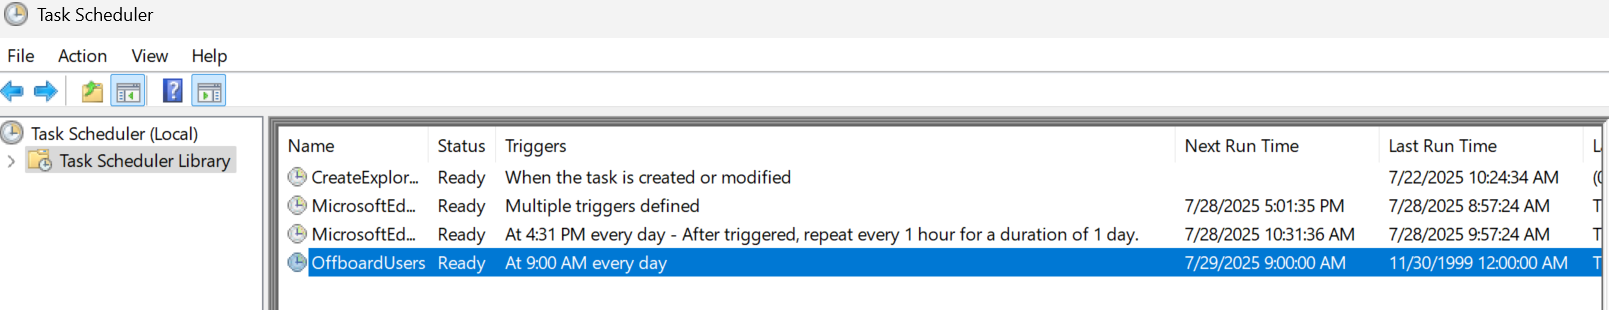 Task Scheduler
File Action View Help
Task Scheduler (Local)
Task Scheduler Library
Name Status Triggers Next Run Time Last Run Time
CreateExplor... Ready When the task is created or modified 7/22/2025 10:24:34 AM
MicrosoftEd... Ready Multiple triggers defined 7/28/2025 5:01:35 PM 7/28/2025 8:57:24 AM
MicrosoftEd... Ready At 4:31 PM every day - After triggered, repeat every 1 hour for a duration of 1 day. 7/28/2025 10:31:36 AM 7/28/2025 9:57:24 AM
OffboardUsers Ready At 9:00 AM every day 7/29/2025 9:00:00 AM 11/30/1999 12:00:00 AM